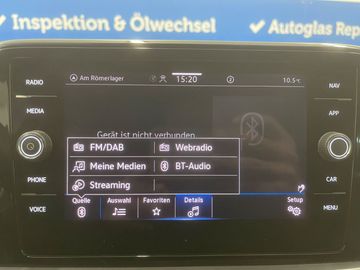 Inspektion & Ölwechsel
Autoglas Rep
RADIO
MEDIA
PHONE
VOICE
Am Römerlager
15:20
10.5°C
NAV
APP
CAR
MENU
Gerät ist nicht verbunden.
FM/DAB
Webradio
Meine Medien
BT-Audio
Streaming
Quelle
Auswahl
Favoriten
Details
Setup